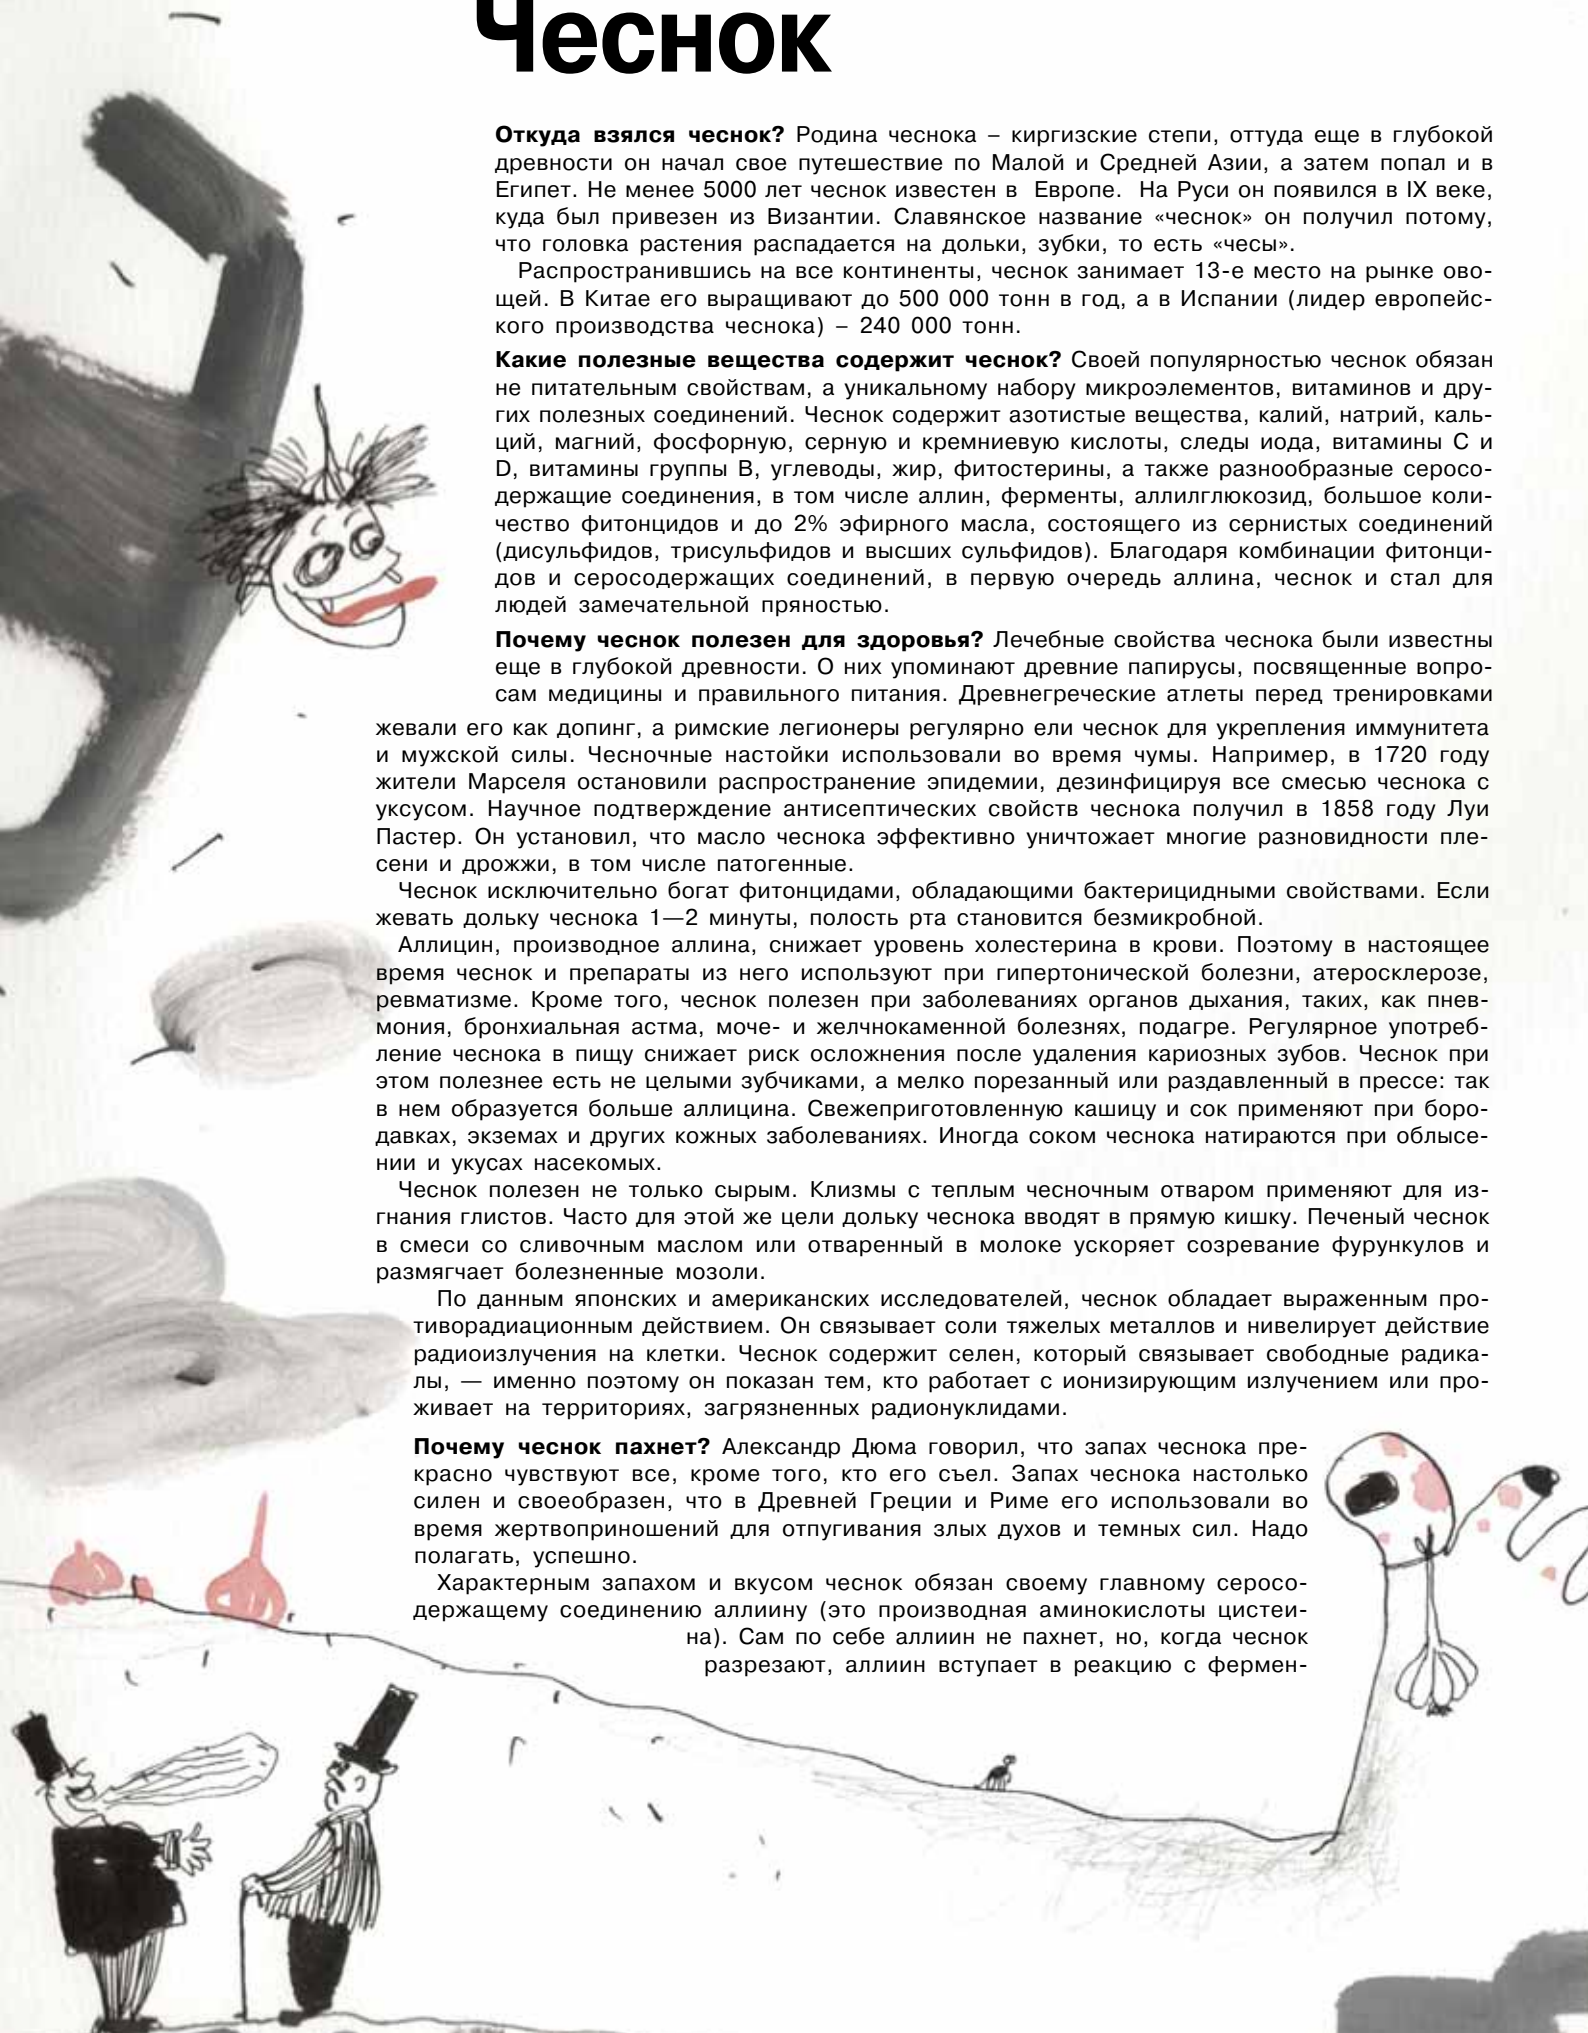 Чеснок
Откуда взялся чеснок? Родина чеснока – киргизские степи, оттуда еще в глубокой
древности он начал свое путешествие по Малой и Средней Азии, а затем попал и в
Египет. Не менее 5000 лет чеснок известен в Европе. На Руси он появился в IX веке,
куда был привезен из Византии. Славянское название «чеснок» он получил потому,
что головка растения распадается на дольки, зубки, то есть «чесы».
Распространившись на все континенты, чеснок занимает 13-е место на рынке ово-
щей. В Китае его выращивают до 500 000 тонн в год, а в Испании (лидер европейс-
кого производства чеснока) – 240 000 тонн.
Какие полезные вещества содержит чеснок? Своей популярностью чеснок обязан
не питательным свойствам, а уникальному набору микроэлементов, витаминов и дру-
гих полезных соединений. Чеснок содержит азотистые вещества, калий, натрий, каль-
ций, магний, фосфорную, серную и кремниевую кислоты, следы иода, витамины С и
D, витамины группы В, углеводы, жир, фитостерины, а также разнообразные серосо-
держащие соединения, в том числе аллин, ферменты, аллилглюкозид, большое коли-
чество фитонцидов и до 2% эфирного масла, состоящего из сернистых соединений
(дисульфидов, трисульфидов и высших сульфидов). Благодаря комбинации фитонци-
дов и серосодержащих соединений, в первую очередь аллина, чеснок и стал для
людей замечательной пряностью.
Почему чеснок полезен для здоровья? Лечебные свойства чеснока были известны
еще в глубокой древности. О них упоминают древние папирусы, посвященные вопро-
сам медицины и правильного питания. Древнегреческие атлеты перед тренировками
жевали его как допинг, а римские легионеры регулярно ели чеснок для укрепления иммунитета
и мужской силы. Чесночные настойки использовали во время чумы. Например, в 1720 году
жители Марселя остановили распространение эпидемии, дезинфицируя все смесью чеснока с
уксусом. Научное подтверждение антисептических свойств чеснока получил в 1858 году Луи
Пастер. Он установил, что масло чеснока эффективно уничтожает многие разновидности пле-
сени и дрожжи, в том числе патогенные.
Чеснок исключительно богат фитонцидами, обладающими бактерицидными свойствами. Если
жевать дольку чеснока 1—2 минуты, полость рта становится безмикробной.
Аллицин, производное аллина, снижает уровень холестерина в крови. Поэтому в настоящее
время чеснок и препараты из него используют при гипертонической болезни, атеросклерозе,
ревматизме. Кроме того, чеснок полезен при заболеваниях органов дыхания, таких, как пнев-
мония, бронхиальная астма, моче- и желчнокаменной болезнях, подагре. Регулярное употреб-
ление чеснока в пищу снижает риск осложнения после удаления кариозных зубов. Чеснок при
этом полезнее есть не целыми зубчиками, а мелко порезанный или раздавленный в прессе: так
в нем образуется больше аллицина. Свежеприготовленную кашицу и сок применяют при боро-
давках, экземах и других кожных заболеваниях. Иногда соком чеснока натираются при облысе-
нии и укусах насекомых.
Чеснок полезен не только сырым. Клизмы с теплым чесночным отваром применяют для из-
гнания глистов. Часто для этой же цели дольку чеснока вводят в прямую кишку. Печеный чеснок
в смеси со сливочным маслом или отваренный в молоке ускоряет созревание фурункулов и
размягчает болезненные мозоли.
По данным японских и американских исследователей, чеснок обладает выраженным про-
тиворадиационным действием. Он связывает соли тяжелых металлов и нивелирует действие
радиоизлучения на клетки. Чеснок содержит селен, который связывает свободные радика-
лы, — именно поэтому он показан тем, кто работает с ионизирующим излучением или про-
живает на территориях, загрязненных радионуклидами.
Почему чеснок пахнет? Александр Дюма говорил, что запах чеснока пре-
красно чувствуют все, кроме того, кто его съел. Запах чеснока настолько
силен и своеобразен, что в Древней Греции и Риме его использовали во
время жертвоприношений для отпугивания злых духов и темных сил. Надо
полагать, успешно.
Характерным запахом и вкусом чеснок обязан своему главному серосо-
держащему соединению аллиину (это производная аминокислоты цистеи-
на). Сам по себе аллиин не пахнет, но, когда чеснок
разрезают, аллиин вступает в реакцию с фермен-